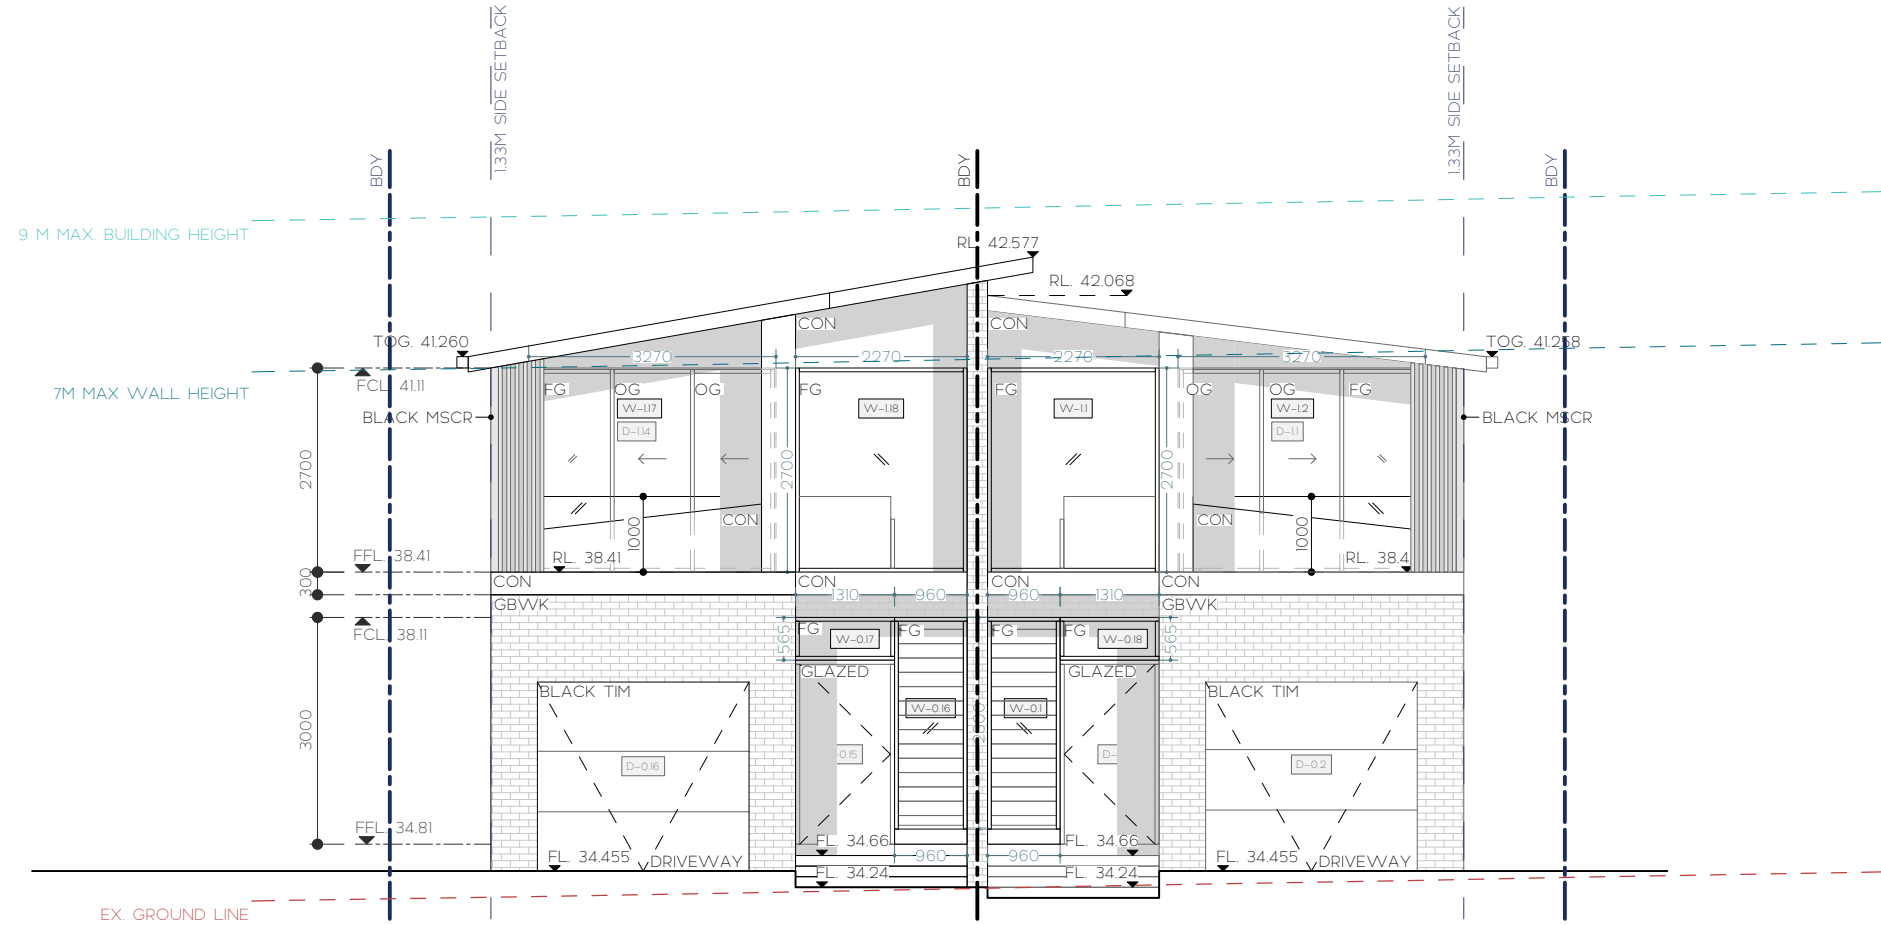 1.33M SIDE SETBACK
1.33M SIDE SETBACK
BDY
BDY
BDY
9 M MAX. BUILDING HEIGHT
RL. 42.577
RL. 42.068
TOG. 41.260
TOG. 41.258
CON
CON
3270
2270
2270
3270
7M MAX WALL HEIGHT
FCL. 41.11
FG
OG
OG
FG
FG
OG
OG
FG
W-1.17
W-1.18
W-1.1
W-1.2
D-1.14
D-1.1
BLACK MSCR
BLACK MSCR
2700
2700
2700
1000
1000
CON
CON
FFL. 38.41
RL. 38.41
RL. 38.4
300
CON
CON
CON
CON
1310
960
960
1310
GBWK
GBWK
FCL. 38.11
FG
FG
FG
FG
565
565
W-0.17
W-0.18
GLAZED
GLAZED
BLACK TIM
BLACK TIM
W-0.16
W-0.1
3000
-0.15
D-
D-0.16
D-0.2
FFL. 34.81
FL. 34.66
FL. 34.66
960
960
FL. 34.455
DRIVEWAY
FL. 34.455
DRIVEWAY
FL. 34.24
FL. 34.24
EX. GROUND LINE